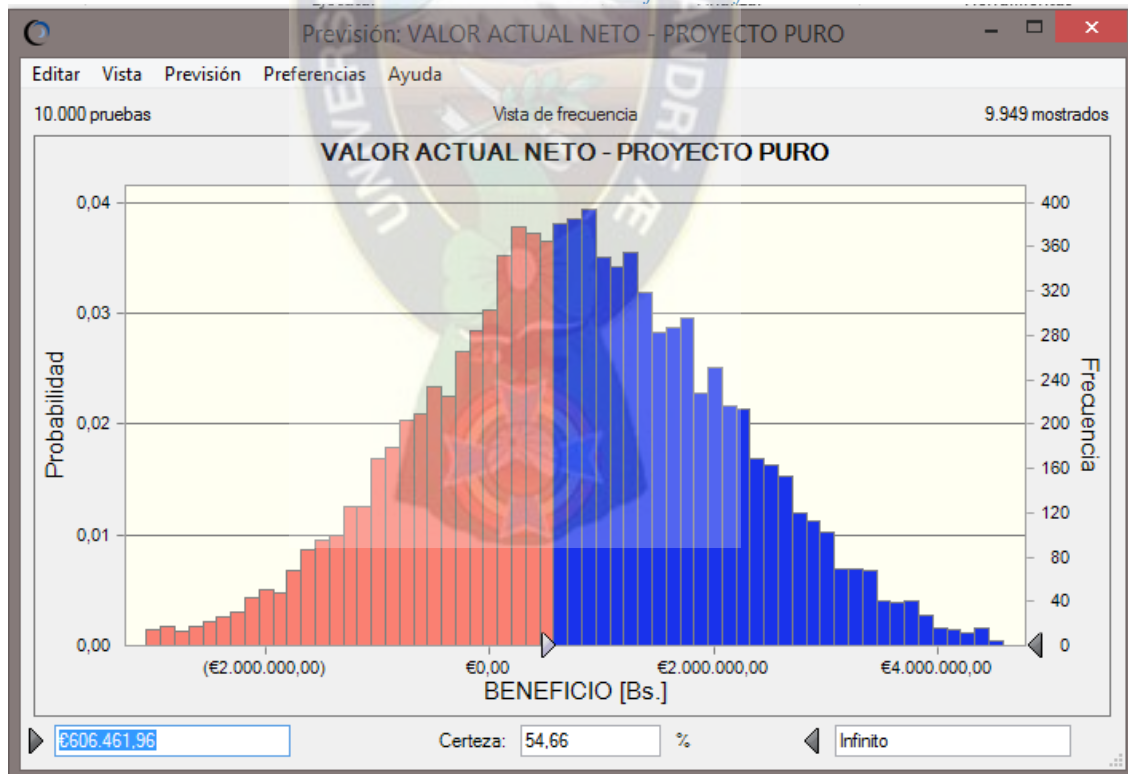 Previsión: VALOR ACTUAL NETO - PROYECTO PURO
Editar Vista Previsión Preferencias Ayuda
10.000 pruebas Vista de frecuencia 9.949 mostrados
VALOR ACTUAL NETO - PROYECTO PURO
UNIVERS
ANDRE
Probabilidad
0,04
0,03
0,02
0,01
0,00
400
360
320
280
240
200
160
120
80
40
0
Frecuencia
(€2.000.000,00) €0,00 €2.000.000,00 €4.000.000,00
BENEFICIO [Bs.]
€606.461,96 Certeza: 54,66 % Infinito